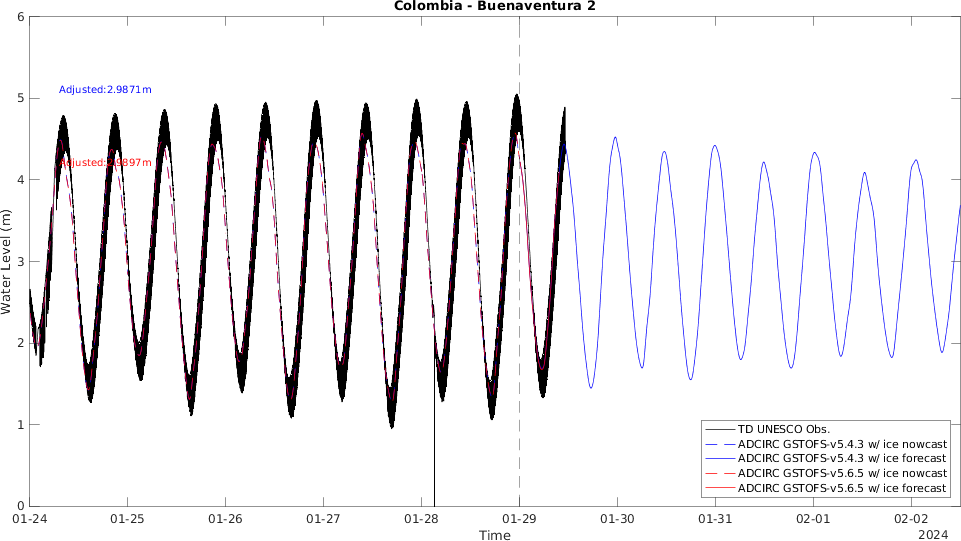 Colombia - Buenaventura 2
6
5
4
3
2
1
0
Water Level (m)
Adjusted:2.9871m
Adjusted:2.9897m
TD UNESCO Obs.
ADCIRC GSTOFS-v5.4.3 w/ ice nowcast
ADCIRC GSTOFS-v5.4.3 w/ ice forecast
ADCIRC GSTOFS-v5.6.5 w/ ice nowcast
ADCIRC GSTOFS-v5.6.5 w/ ice forecast
01-24 01-25 01-26 01-27 01-28 01-29 01-30 01-31 02-01 02-02
Time
2024